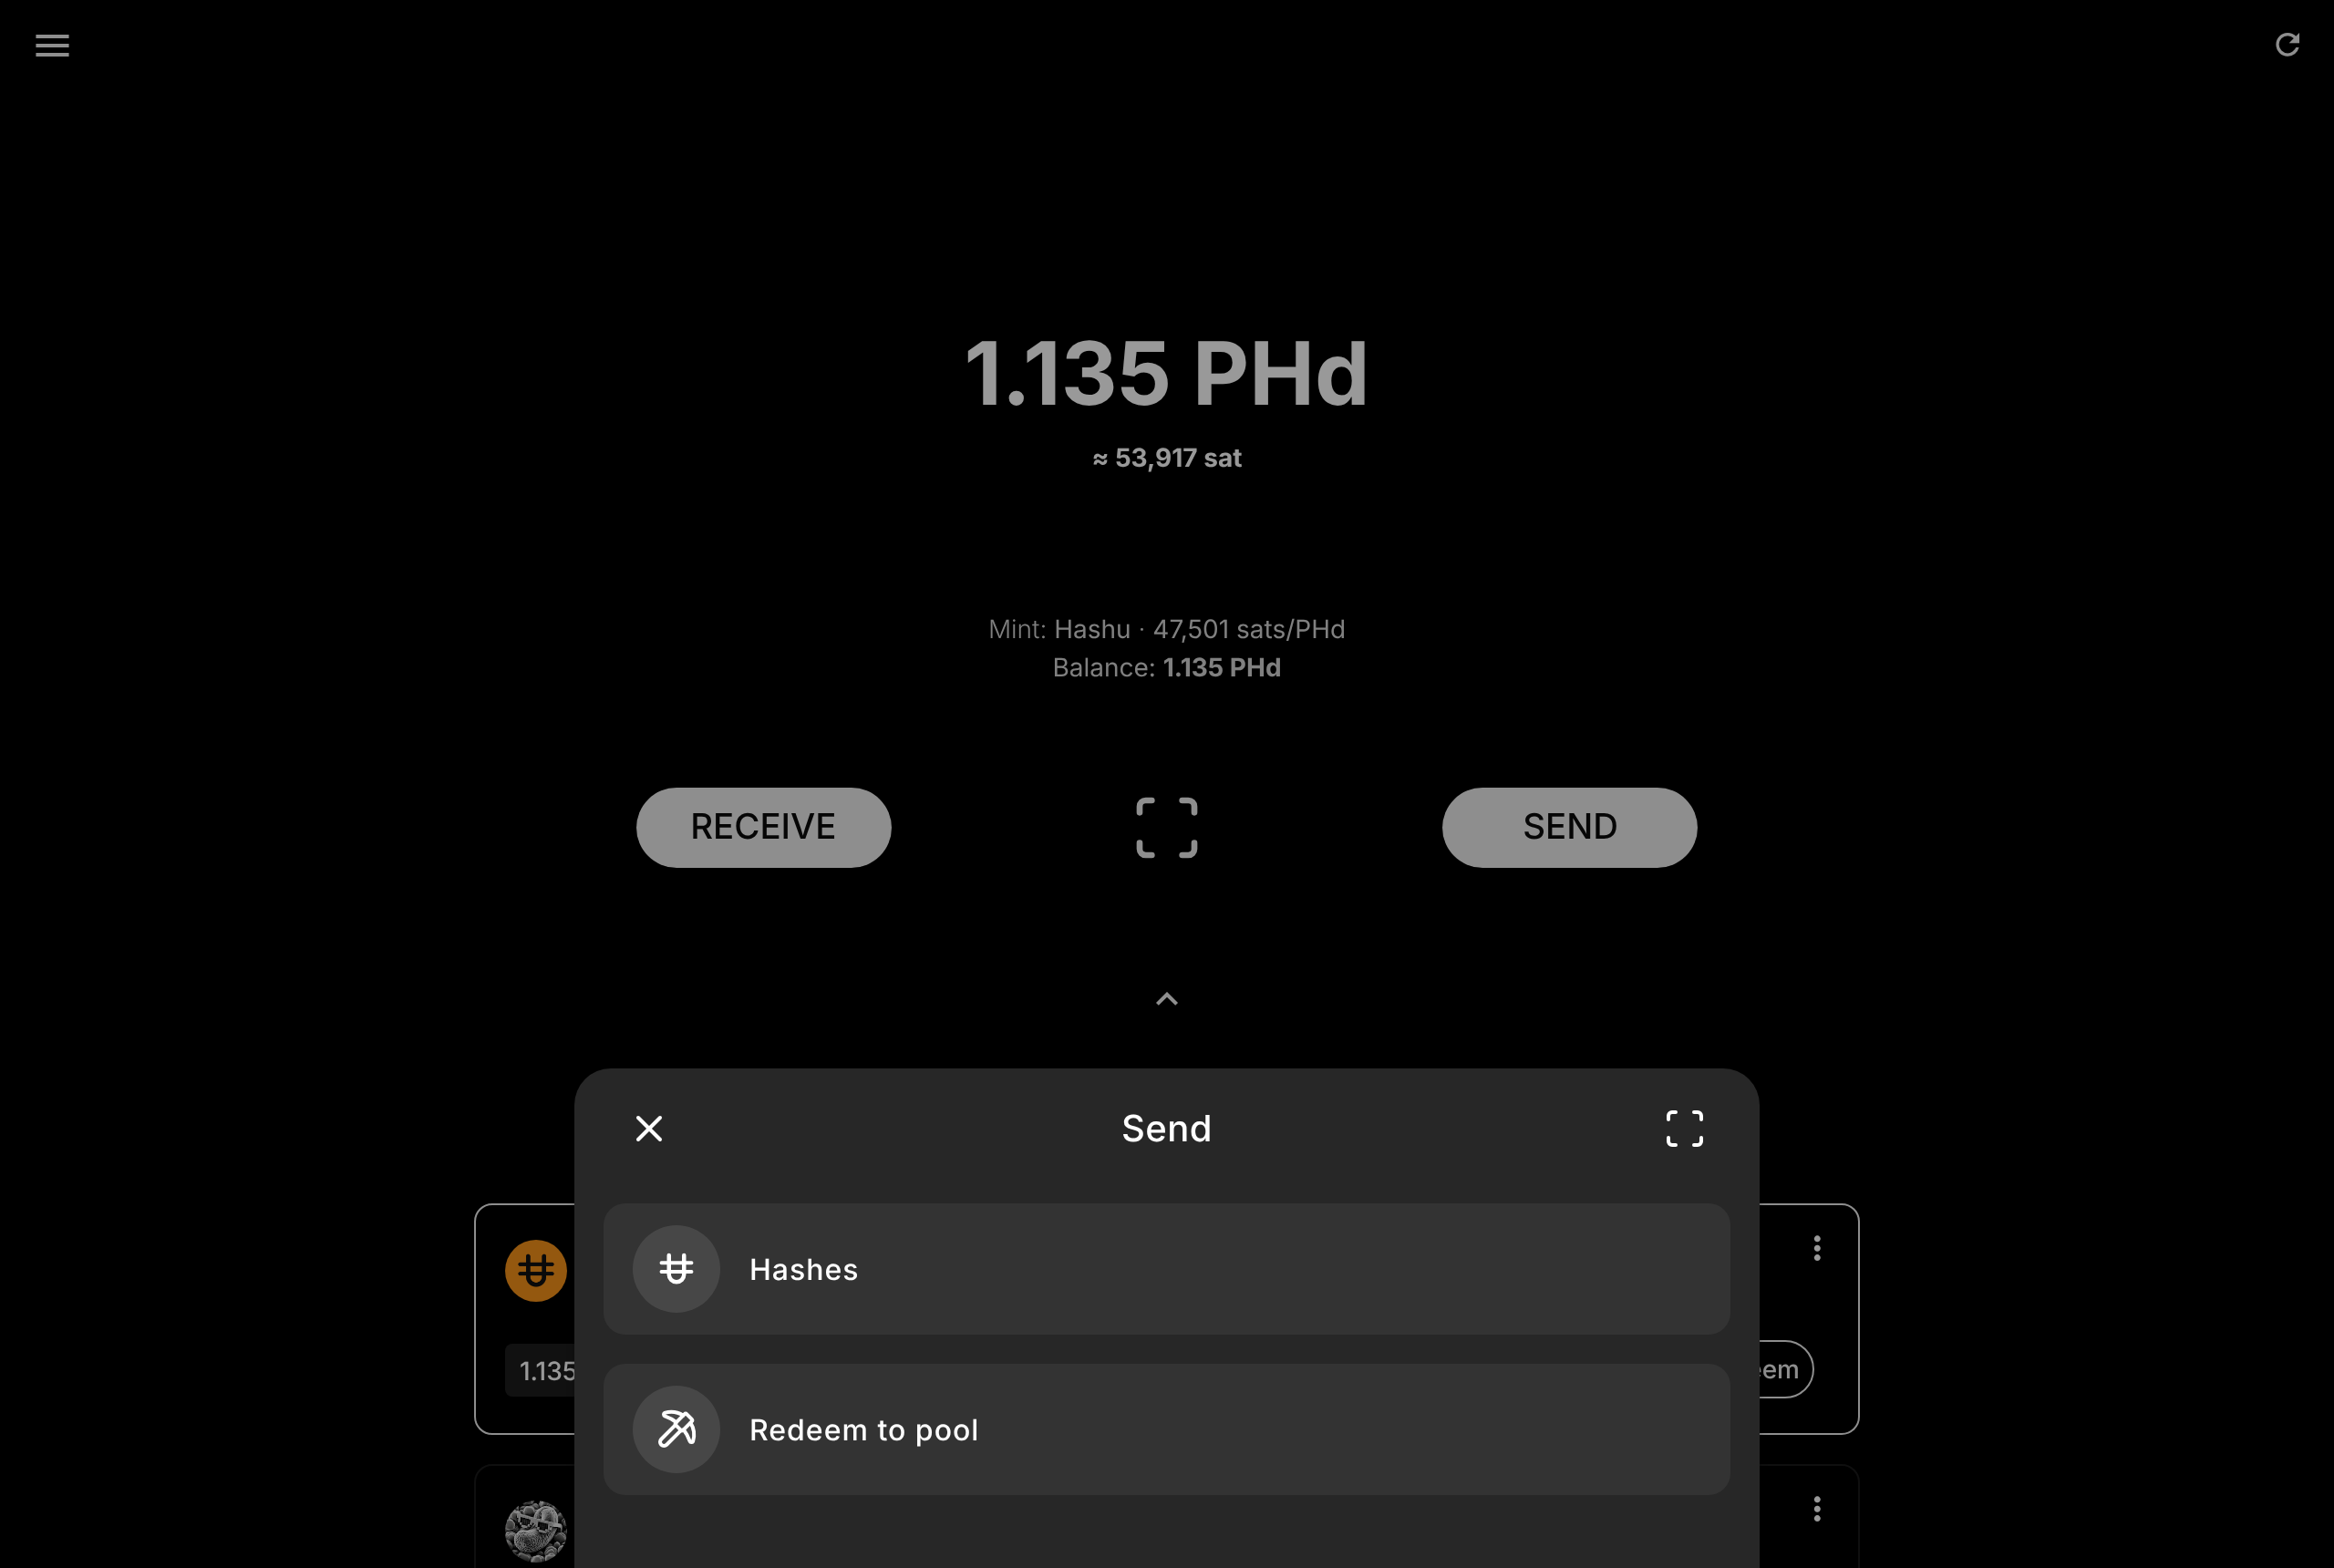 1.135 PHd
≈ 53,917 sat
Mint: Hashu · 47,501 sats/PHd
Balance: 1.135 PHd
RECEIVE
SEND
Send
Hashes
1.135
eem
Redeem to pool